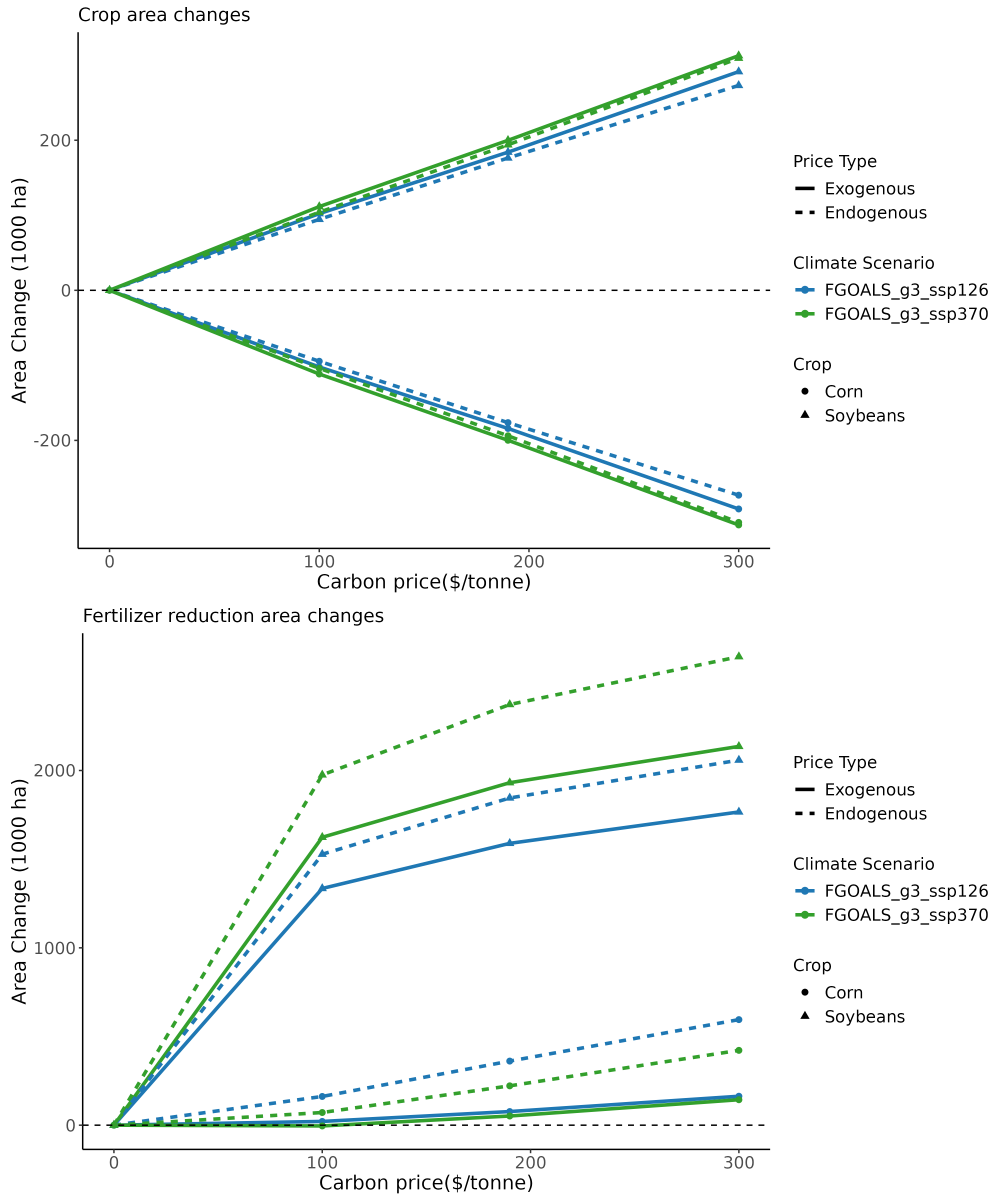 Crop area changes
Area Change (1000 ha)
200
0
-200
0
100
200
300
Carbon price($/tonne)
Price Type
Exogenous
Endogenous
Climate Scenario
FGOALS_g3_ssp126
FGOALS_g3_ssp370
Crop
Corn
Soybeans
Fertilizer reduction area changes
Area Change (1000 ha)
2000
1000
0
0
100
200
300
Carbon price($/tonne)
Price Type
Exogenous
Endogenous
Climate Scenario
FGOALS_g3_ssp126
FGOALS_g3_ssp370
Crop
Corn
Soybeans